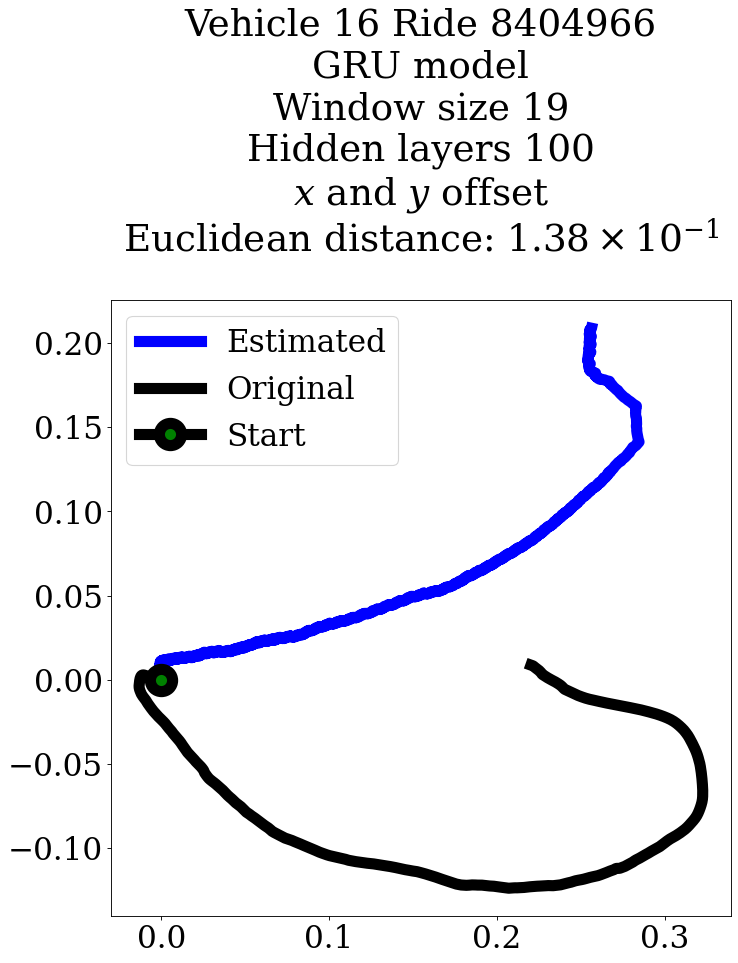 Vehicle 16 Ride 8404966
GRU model
Window size 19
Hidden layers 100
x and y offset
Euclidean distance: 1.38 × 10⁻¹
Estimated
Original
Start
0.20
0.15
0.10
0.05
0.00
−0.05
−0.10
0.0 0.1 0.2 0.3